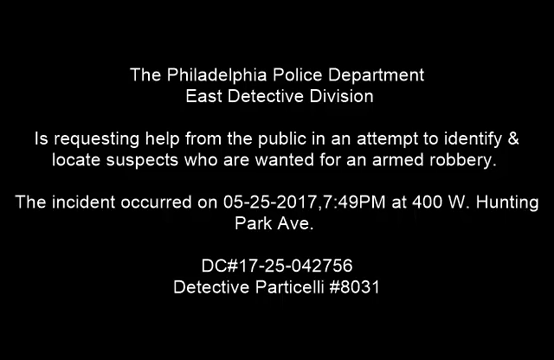 The Philadelphia Police Department
East Detective Division
Is requesting help from the public in an attempt to identify &
locate suspects who are wanted for an armed robbery.
The incident occurred on 05-25-2017,7:49PM at 400 W. Hunting
Park Ave.
DC#17-25-042756
Detective Particelli #8031